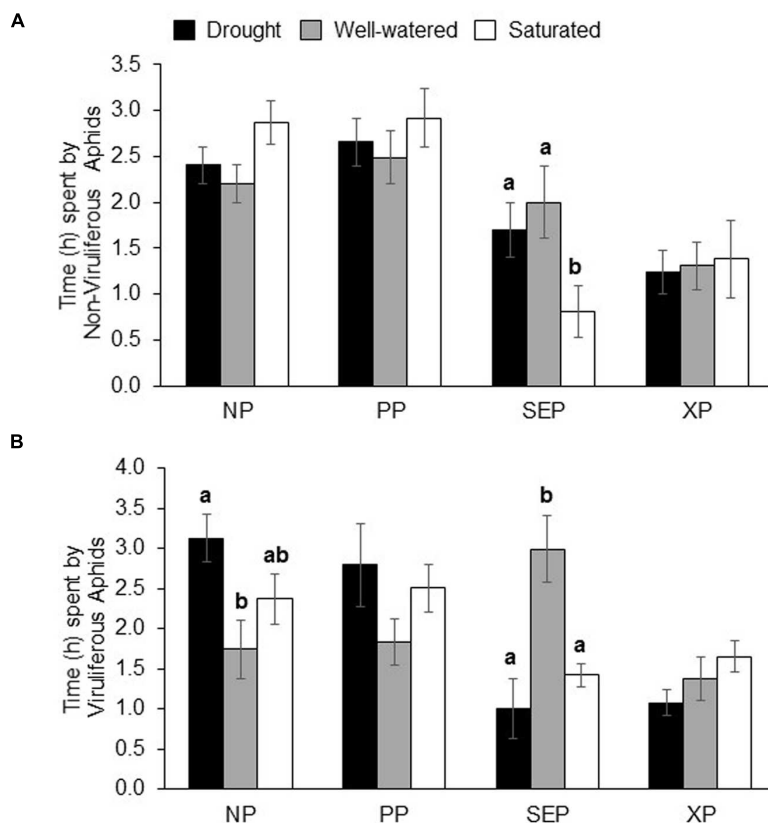 A
Drought Well-watered Saturated
Time (h) spent by
Non-Viruliferous Aphids
3.5
3.0
2.5
2.0
1.5
1.0
0.5
0.0
a
a
b
NP PP SEP XP
B
Time (h) spent by
Viruliferous Aphids
4.0
3.5
3.0
2.5
2.0
1.5
1.0
0.5
0.0
a
b
ab
a
b
a
NP PP SEP XP